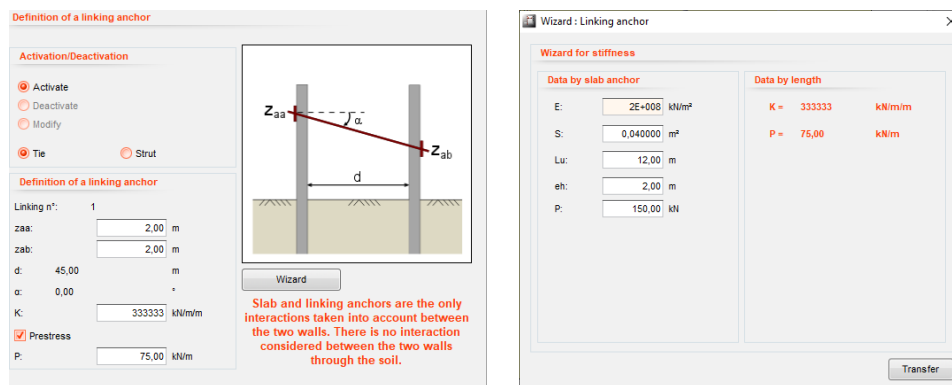 Definition of a linking anchor
Activation/Deactivation
Activate
Deactivate
Modify
Tie Strut
Definition of a linking anchor
Linking n°: 1
zaa: 2,00 m
zab: 2,00 m
d: 45,00 m
α: 0,00 °
K: 333333 kN/m/m
Prestress
P: 75,00 kN/m
Zaa
α
Zab
d
Wizard
Slab and linking anchors are the only
interactions taken into account between
the two walls. There is no interaction
considered between the two walls
through the soil.
Wizard : Linking anchor
Wizard for stiffness
Data by slab anchor
E: 2E+008 kN/m²
S: 0,040000 m²
Lu: 12,00 m
eh: 2,00 m
P: 150,00 kN
Data by length
K = 333333 kN/m/m
P = 75,00 kN/m
Transfer